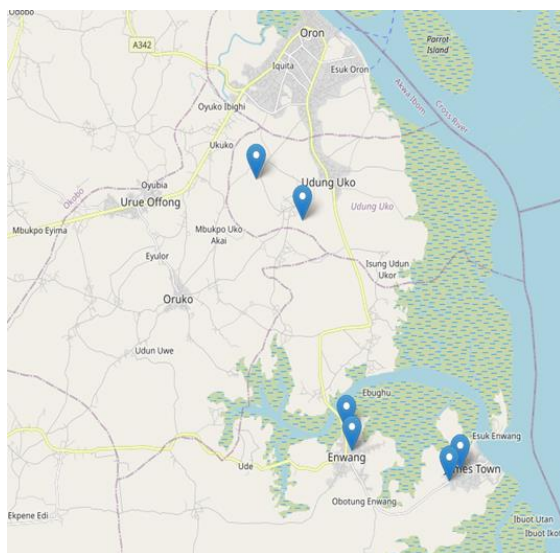 Odobo
Oron
Parrot
Island
A342
Iquita
Esuk Oron
Akwa Ibom
Cross River
Oyuko Ibighi
Ukuko
Udung Uko
Oyubia
Okobo
Urue Offong
Udung Uko
Mbukpo Eyima
Mbukpo Uko
Akai
Eyulor
Isung Udun
Ukor
Oruko
Udun Uwe
Ebughu
Esuk Enwang
Enwang
Ude
Town
Obotung Enwang
Ekpene Edi
Ibuot Utan
Ibuot Ikot